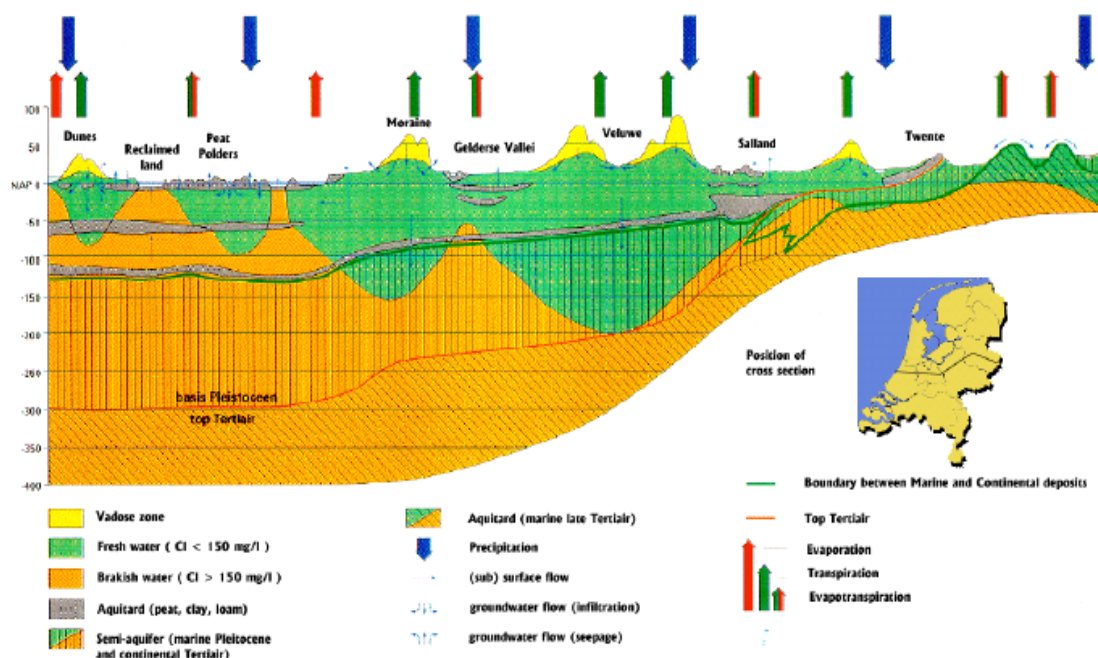 100
50
NAP 0
-50
-100
-150
-200
-250
-300
-350
-400
Dunes
Reclaimed
land
Peat
Polders
Moraine
Gelderse Vallei
Veluwe
Salland
Twente
basis Pleistoceen
top Tertiair
Position of
cross section
Vadose zone
Fresh water ( Cl < 150 mg/l )
Brakish water ( Cl > 150 mg/l )
Aquitard (peat, clay, loam)
Semi-aquifer (marine Pleitocene
and continental Tertiair)
Aquitard (marine late Tertiair)
Precipitation
(sub) surface flow
groundwater flow (infiltration)
groundwater flow (seepage)
Boundary between Marine and Continental deposits
Top Tertiair
Evaporation
Transpiration
Evapotranspiration